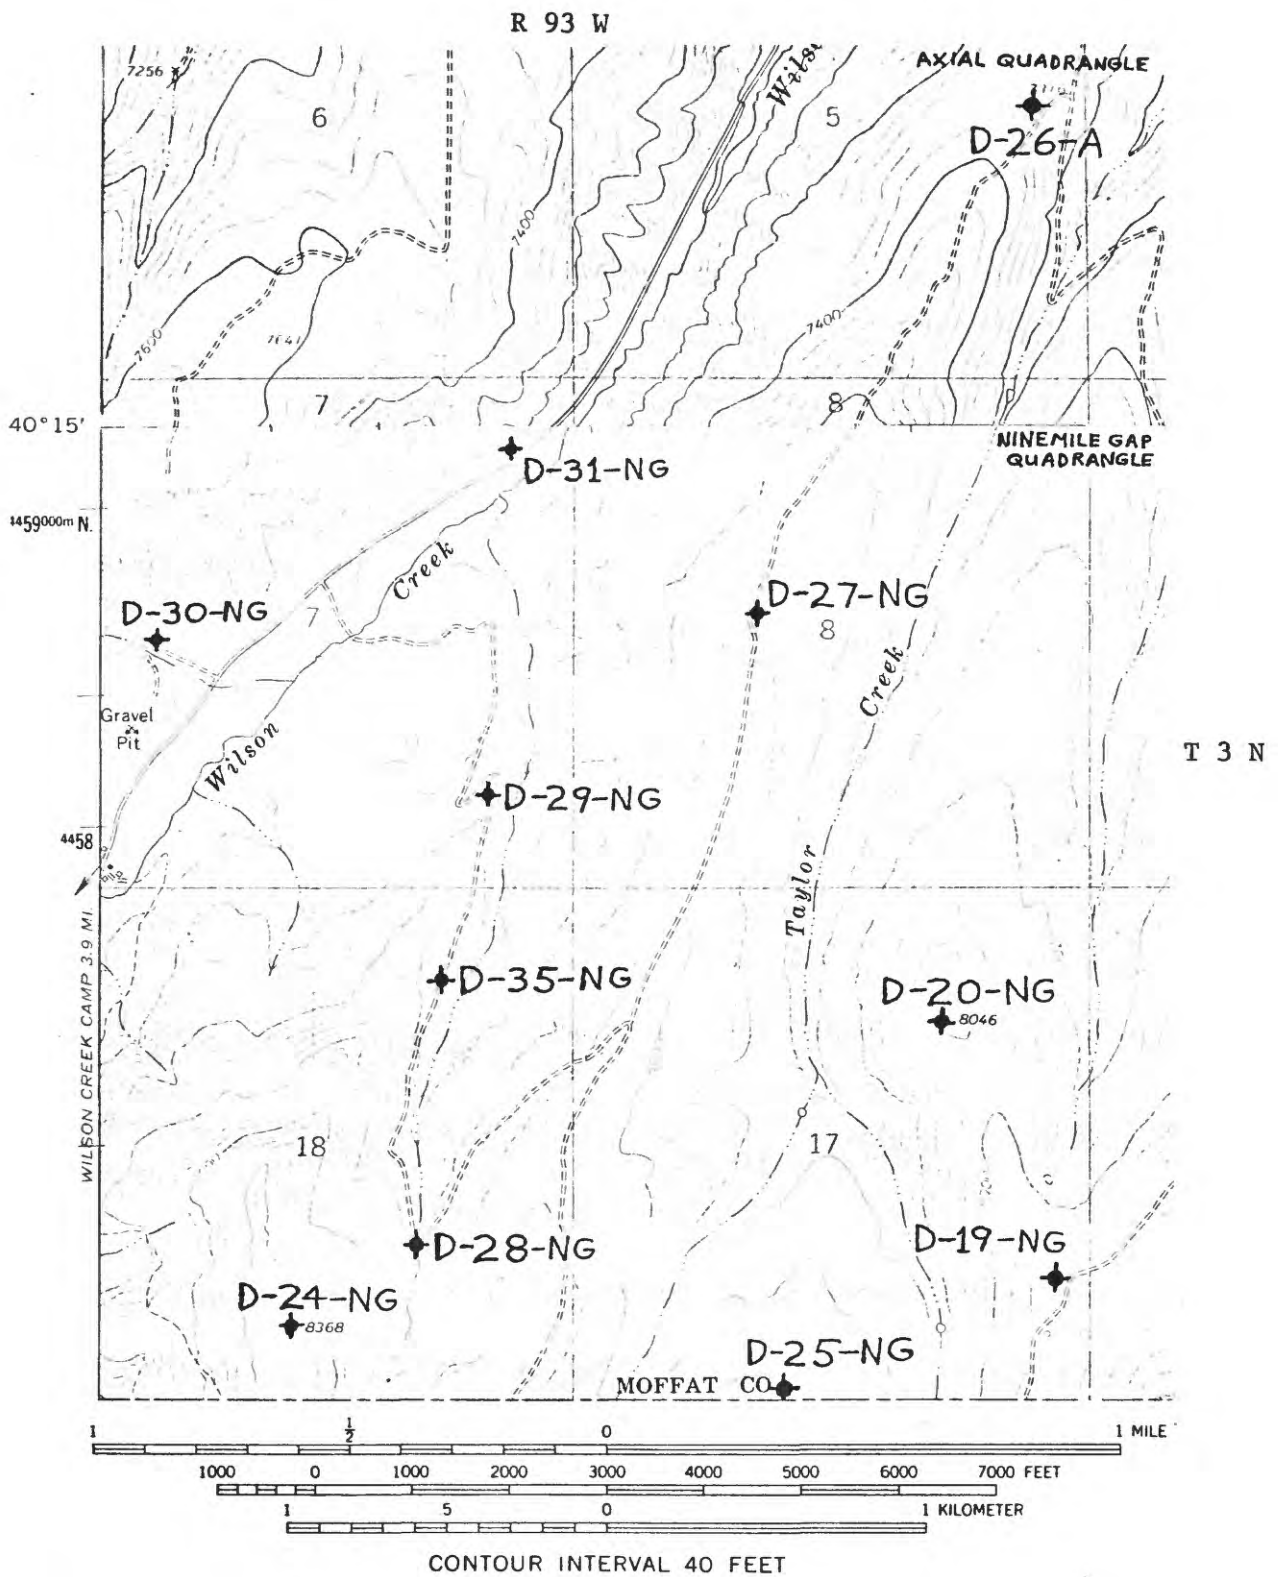 R 93 W
7256
Wils
AXIAL QUADRANGLE
6
5
D-26-A
7400
7600
7641
7400
7
8
40°15'
NINEMILE GAP
QUADRANGLE
D-31-NG
4459000m N.
Creek
D-30-NG
7
D-27-NG
8
Creek
Gravel
Pit
Wilson
T 3 N
D-29-NG
4458
Taylor
WILSON CREEK CAMP 3.9 MI.
D-35-NG
D-20-NG
8046
18
17
D-19-NG
D-28-NG
D-24-NG
8368
D-25-NG
MOFFAT CO
1 ½ 0 1 MILE
1000 0 1000 2000 3000 4000 5000 6000 7000 FEET
1 5 0 1 KILOMETER
CONTOUR INTERVAL 40 FEET